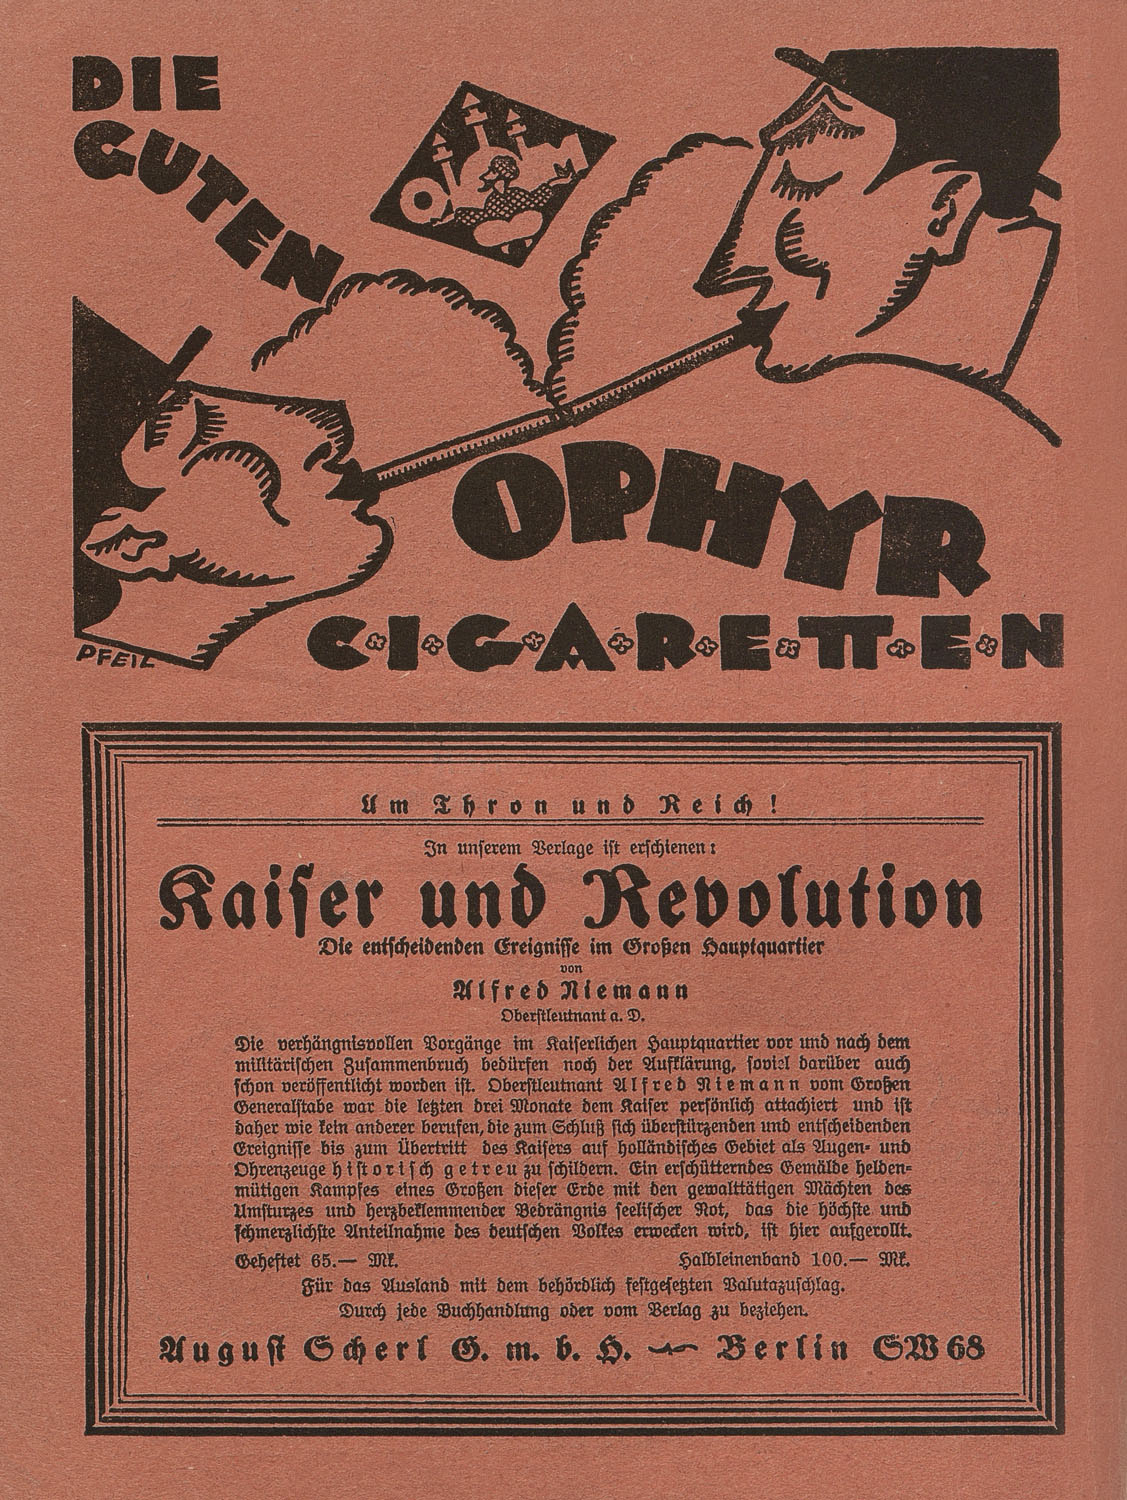 DIE
GUTEN
OPHYR
C·I·G·A·R·E·TT·E·N
PFEIL
Um Thron und Reich!
In unserem Verlage ist erschienen:
Kaiser und Revolution
Die entscheidenden Ereignisse im Großen Hauptquartier
von
Alfred Niemann
Oberstleutnant a. D.
Die verhängnisvollen Vorgänge im Kaiserlichen Hauptquartier vor und nach dem
militärischen Zusammenbruch bedürfen noch der Aufklärung, soviel darüber auch
schon veröffentlicht worden ist. Oberstleutnant Alfred Niemann vom Großen
Generalstabe war die letzten drei Monate dem Kaiser persönlich attachiert und ist
daher wie kein anderer berufen, die zum Schluß sich überstürzenden und entscheidenden
Ereignisse bis zum Übertritt des Kaisers auf holländisches Gebiet als Augen- und
Ohrenzeuge historisch getreu zu schildern. Ein erschütterndes Gemälde helden-
mütigen Kampfes eines Großen dieser Erde mit den gewalttätigen Mächten des
Umsturzes und herzbeklemmender Bedrängnis seelischer Not, das die höchste und
schmerzlichste Anteilnahme des deutschen Volkes erwecken wird, ist hier aufgerollt.
Geheftet 65.— Mk. Halbleinenband 100.— Mk.
Für das Ausland mit dem behördlich festgesetzten Valutazuschlag.
Durch jede Buchhandlung oder vom Verlag zu beziehen.
August Scherl G. m. b. H. — Berlin SW 68